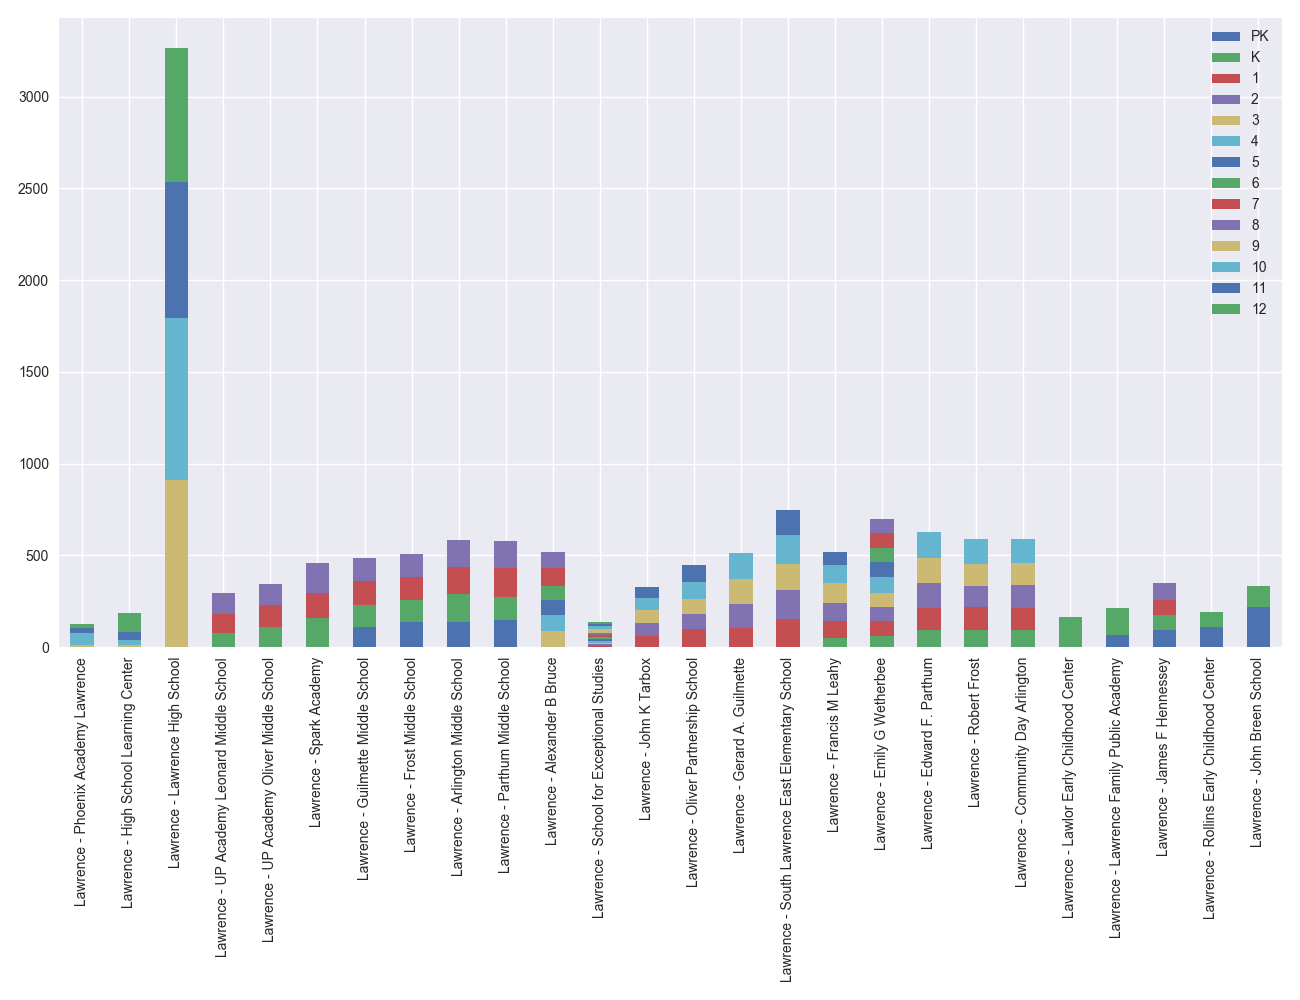 PK
K
1
2
3
4
5
6
7
8
9
10
11
12
3000
2500
2000
1500
1000
500
0
Lawrence - Phoenix Academy Lawrence
Lawrence - High School Learning Center
Lawrence - Lawrence High School
Lawrence - UP Academy Leonard Middle School
Lawrence - UP Academy Oliver Middle School
Lawrence - Spark Academy
Lawrence - Guilmette Middle School
Lawrence - Frost Middle School
Lawrence - Arlington Middle School
Lawrence - Parthum Middle School
Lawrence - Alexander B Bruce
Lawrence - School for Exceptional Studies
Lawrence - John K Tarbox
Lawrence - Oliver Partnership School
Lawrence - Gerard A. Guilmette
Lawrence - South Lawrence East Elementary School
Lawrence - Francis M Leahy
Lawrence - Emily G Wetherbee
Lawrence - Edward F. Parthum
Lawrence - Robert Frost
Lawrence - Community Day Arlington
Lawrence - Lawlor Early Childhood Center
Lawrence - Lawrence Family Public Academy
Lawrence - James F Hennessey
Lawrence - Rollins Early Childhood Center
Lawrence - John Breen School